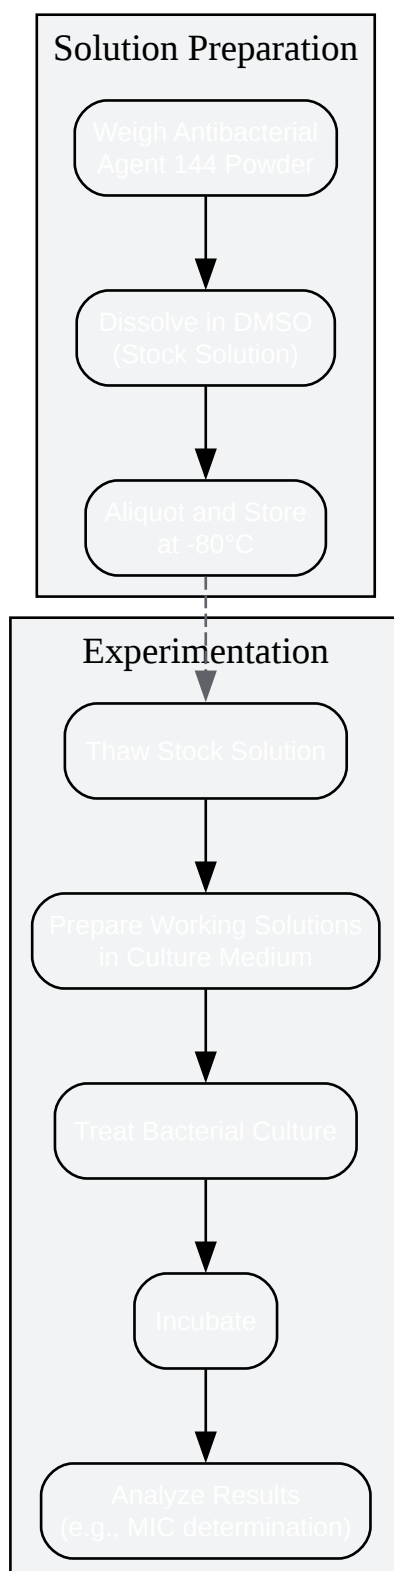 Solution Preparation
Weigh Antibacterial
Agent 144 Powder
Dissolve in DMSO
(Stock Solution)
Aliquot and Store
at -80°C
Experimentation
Thaw Stock Solution
Prepare Working Solutions
in Culture Medium
Treat Bacterial Culture
Incubate
Analyze Results
(e.g., MIC determination)